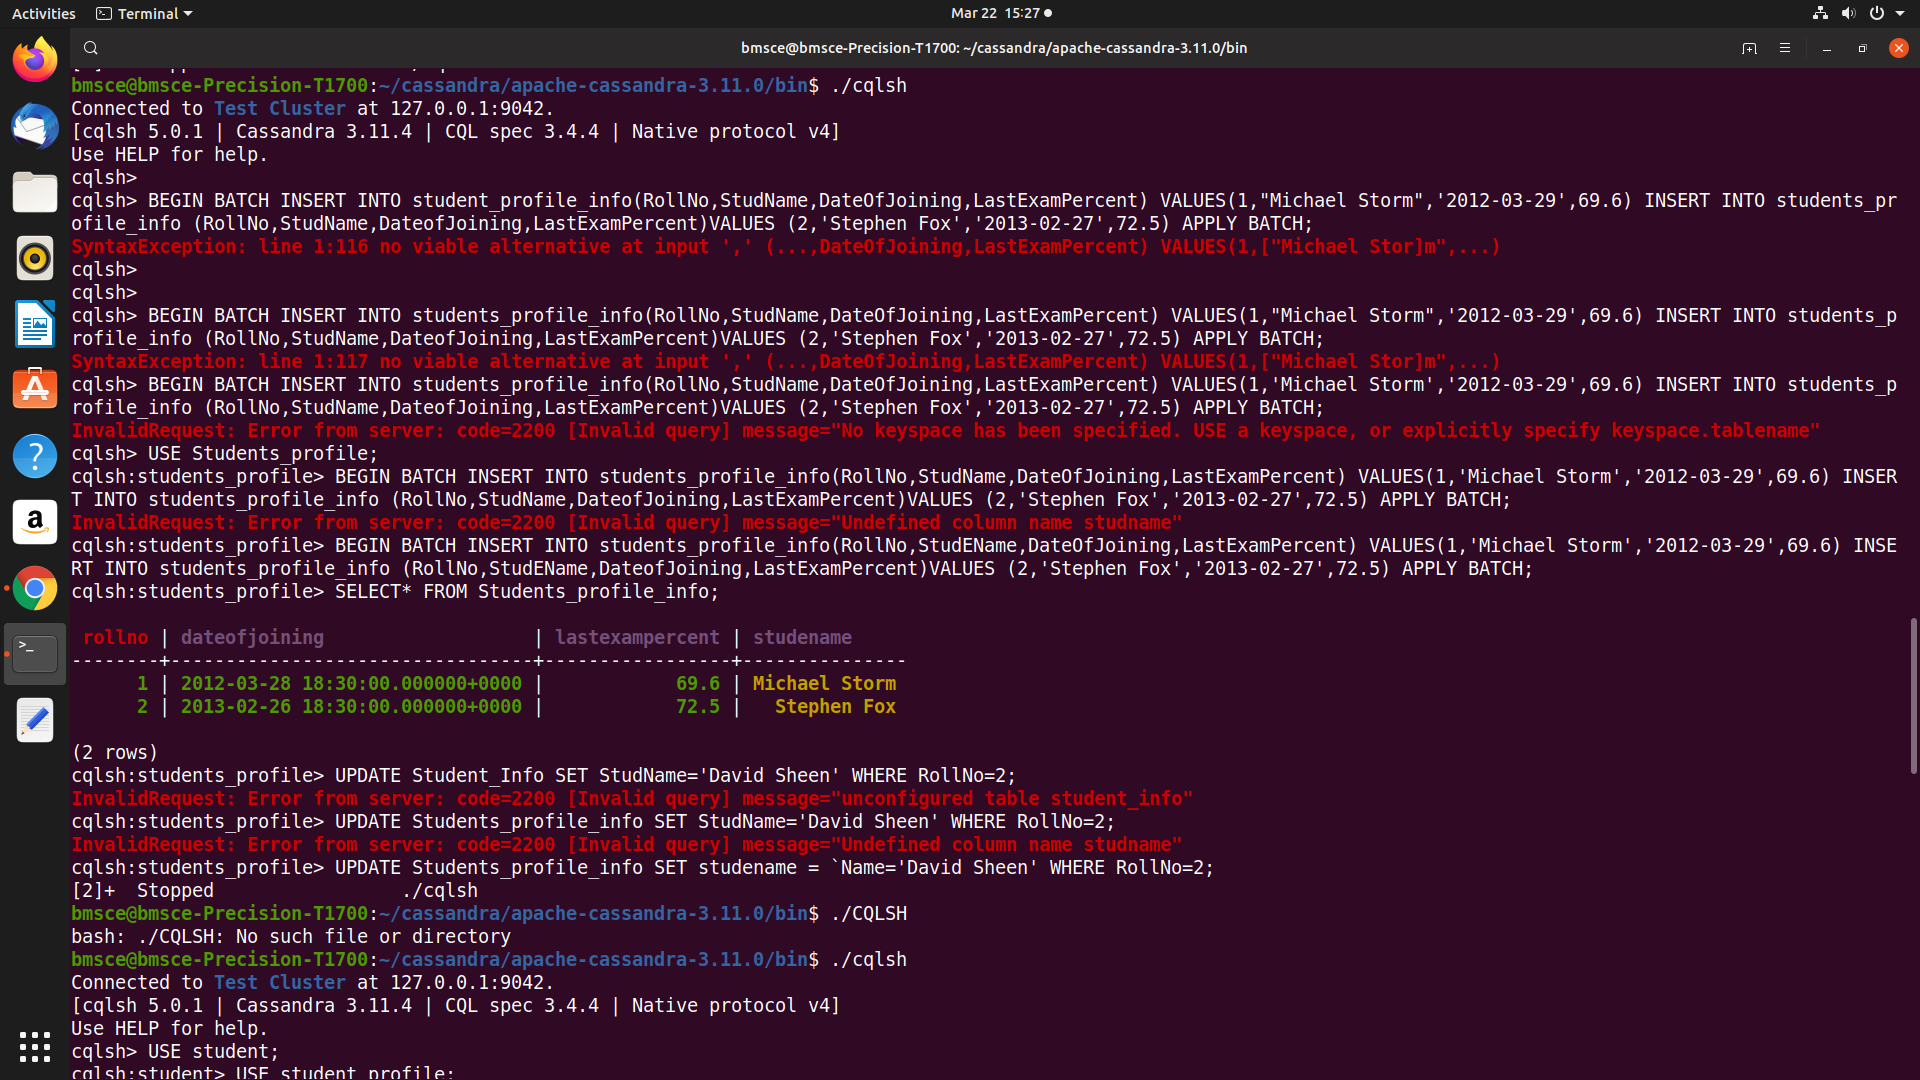 Activities Terminal Mar 22 15:27
bmsce@bmsce-Precision-T1700: ~/cassandra/apache-cassandra-3.11.0/bin
bmsce@bmsce-Precision-T1700:~/cassandra/apache-cassandra-3.11.0/bin$ ./cqlsh
Connected to Test Cluster at 127.0.0.1:9042.
[cqlsh 5.0.1 | Cassandra 3.11.4 | CQL spec 3.4.4 | Native protocol v4]
Use HELP for help.
cqlsh>
cqlsh> BEGIN BATCH INSERT INTO student_profile_info(RollNo,StudName,DateOfJoining,LastExamPercent) VALUES(1,"Michael Storm",'2012-03-29',69.6) INSERT INTO students_pr
ofile_info (RollNo,StudName,DateofJoining,LastExamPercent)VALUES (2,'Stephen Fox','2013-02-27',72.5) APPLY BATCH;
SyntaxException: line 1:116 no viable alternative at input ',' (...,DateOfJoining,LastExamPercent) VALUES(1,["Michael Stor]m",...)
cqlsh>
cqlsh>
cqlsh> BEGIN BATCH INSERT INTO students_profile_info(RollNo,StudName,DateOfJoining,LastExamPercent) VALUES(1,"Michael Storm",'2012-03-29',69.6) INSERT INTO students_p
rofile_info (RollNo,StudName,DateofJoining,LastExamPercent)VALUES (2,'Stephen Fox','2013-02-27',72.5) APPLY BATCH;
SyntaxException: line 1:117 no viable alternative at input ',' (...,DateOfJoining,LastExamPercent) VALUES(1,["Michael Stor]m",...)
cqlsh> BEGIN BATCH INSERT INTO students_profile_info(RollNo,StudName,DateOfJoining,LastExamPercent) VALUES(1,'Michael Storm','2012-03-29',69.6) INSERT INTO students_p
rofile_info (RollNo,StudName,DateofJoining,LastExamPercent)VALUES (2,'Stephen Fox','2013-02-27',72.5) APPLY BATCH;
InvalidRequest: Error from server: code=2200 [Invalid query] message="No keyspace has been specified. USE a keyspace, or explicitly specify keyspace.tablename"
cqlsh> USE Students_profile;
cqlsh:students_profile> BEGIN BATCH INSERT INTO students_profile_info(RollNo,StudName,DateOfJoining,LastExamPercent) VALUES(1,'Michael Storm','2012-03-29',69.6) INSER
T INTO students_profile_info (RollNo,StudName,DateofJoining,LastExamPercent)VALUES (2,'Stephen Fox','2013-02-27',72.5) APPLY BATCH;
InvalidRequest: Error from server: code=2200 [Invalid query] message="Undefined column name studname"
cqlsh:students_profile> BEGIN BATCH INSERT INTO students_profile_info(RollNo,StudEName,DateOfJoining,LastExamPercent) VALUES(1,'Michael Storm','2012-03-29',69.6) INSE
RT INTO students_profile_info (RollNo,StudEName,DateofJoining,LastExamPercent)VALUES (2,'Stephen Fox','2013-02-27',72.5) APPLY BATCH;
cqlsh:students_profile> SELECT* FROM Students_profile_info;
rollno | dateofjoining | lastexampercent | studename
--------+---------------------------------+-----------------+---------------
1 | 2012-03-28 18:30:00.000000+0000 | 69.6 | Michael Storm
2 | 2013-02-26 18:30:00.000000+0000 | 72.5 | Stephen Fox
(2 rows)
cqlsh:students_profile> UPDATE Student_Info SET StudName='David Sheen' WHERE RollNo=2;
InvalidRequest: Error from server: code=2200 [Invalid query] message="unconfigured table student_info"
cqlsh:students_profile> UPDATE Students_profile_info SET StudName='David Sheen' WHERE RollNo=2;
InvalidRequest: Error from server: code=2200 [Invalid query] message="Undefined column name studname"
cqlsh:students_profile> UPDATE Students_profile_info SET studename = `Name='David Sheen' WHERE RollNo=2;
[2]+ Stopped ./cqlsh
bmsce@bmsce-Precision-T1700:~/cassandra/apache-cassandra-3.11.0/bin$ ./CQLSH
bash: ./CQLSH: No such file or directory
bmsce@bmsce-Precision-T1700:~/cassandra/apache-cassandra-3.11.0/bin$ ./cqlsh
Connected to Test Cluster at 127.0.0.1:9042.
[cqlsh 5.0.1 | Cassandra 3.11.4 | CQL spec 3.4.4 | Native protocol v4]
Use HELP for help.
cqlsh> USE student;
cqlsh:student> USE student_profile;